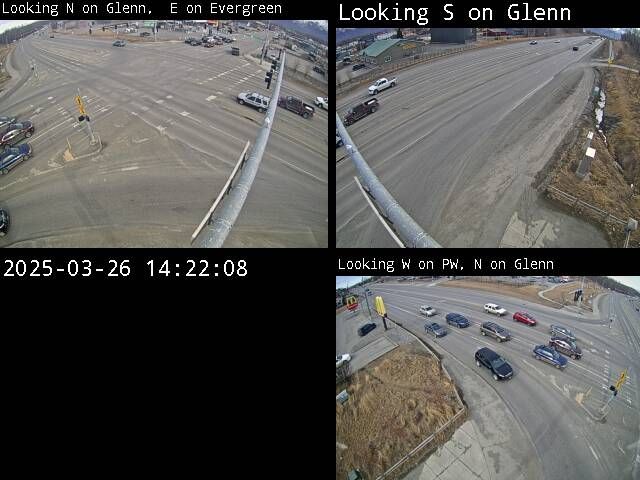 Looking N on Glenn,  E on Evergreen
Looking S on Glenn
2025-03-26 14:22:08
Looking W on PW, N on Glenn